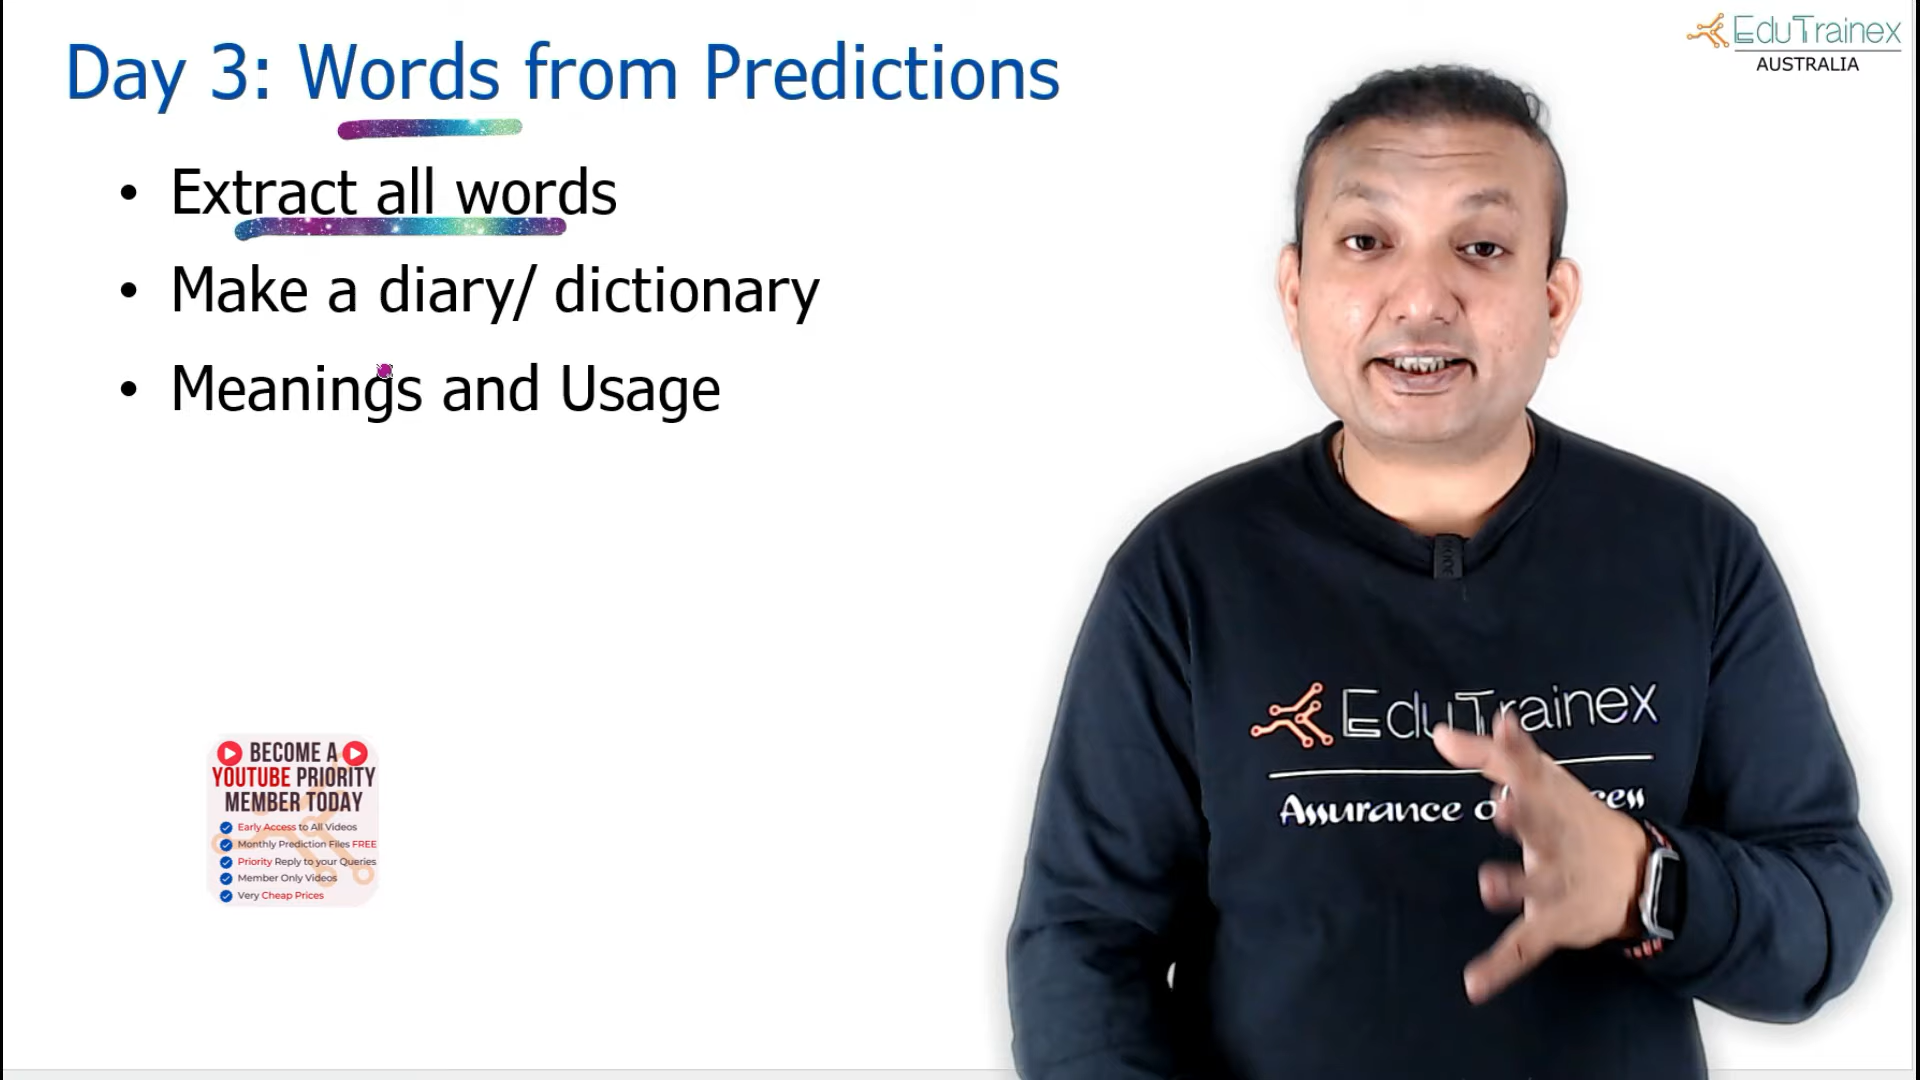 Day 3: Words from Predictions
EduTrainex
AUSTRALIA
• Extract all words
• Make a diary/ dictionary
• Meanings and Usage
EduTrainex
Assurance of
BECOME A
YOUTUBE PRIORITY
MEMBER TODAY
Early Access to All Videos
Monthly Prediction Files FREE
Priority Reply to your Queries
Member Only Videos
Very Cheap Prices